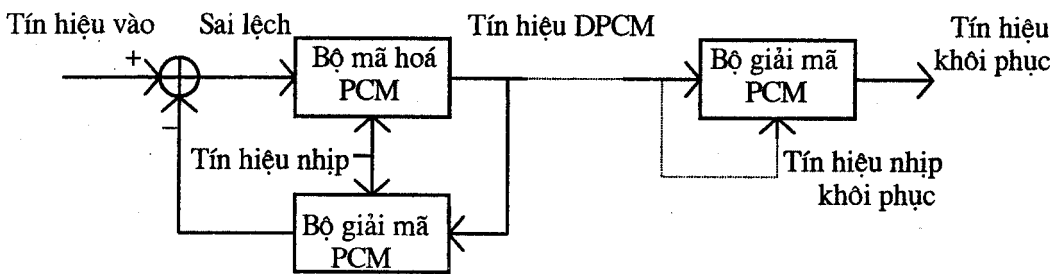 Tín hiệu vào
Sai lệch
Tín hiệu DPCM
Tín hiệu
khôi phục
+
Bộ mã hoá
PCM
Bộ giải mã
PCM
–
Tín hiệu nhịp
Tín hiệu nhịp
khôi phục
Bộ giải mã
PCM